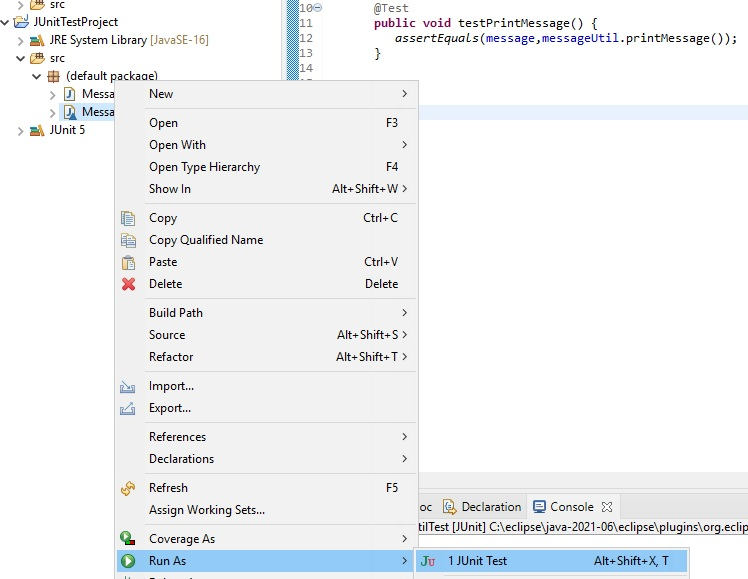 src
JUnitTestProject
JRE System Library [JavaSE-16]
src
(default package)
Messa
Messa
JUnit 5
10 @Test
11 public void testPrintMessage() {
12 assertEquals(message,messageUtil.printMessage());
13 }
14
New
Open F3
Open With
Open Type Hierarchy F4
Show In Alt+Shift+W
Copy Ctrl+C
Copy Qualified Name
Paste Ctrl+V
Delete Delete
Build Path
Source Alt+Shift+S
Refactor Alt+Shift+T
Import...
Export...
References
Declarations
Refresh F5
Assign Working Sets...
Coverage As
Run As
oc Declaration Console
tilTest [JUnit] C:\eclipse\java-2021-06\eclipse\plugins\org.eclip
Ju 1 JUnit Test Alt+Shift+X, T